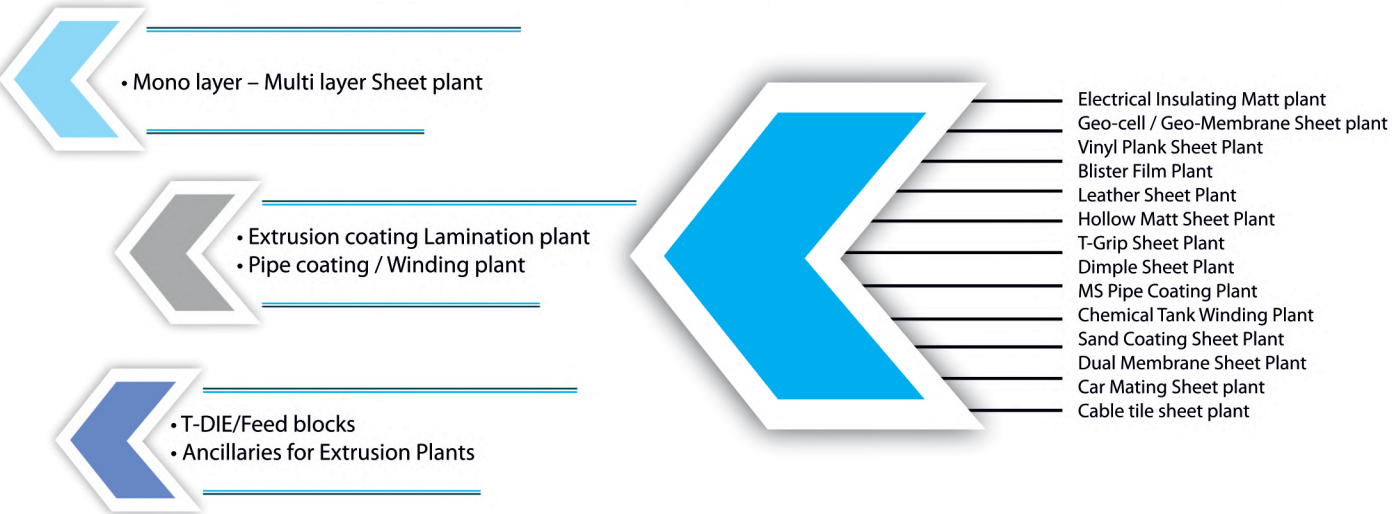 • Mono layer – Multi layer Sheet plant
• Extrusion coating Lamination plant
• Pipe coating / Winding plant
• T-DIE/Feed blocks
• Ancillaries for Extrusion Plants
Electrical Insulating Matt plant
Geo-cell / Geo-Membrane Sheet plant
Vinyl Plank Sheet Plant
Blister Film Plant
Leather Sheet Plant
Hollow Matt Sheet Plant
T-Grip Sheet Plant
Dimple Sheet Plant
MS Pipe Coating Plant
Chemical Tank Winding Plant
Sand Coating Sheet Plant
Dual Membrane Sheet Plant
Car Mating Sheet plant
Cable tile sheet plant